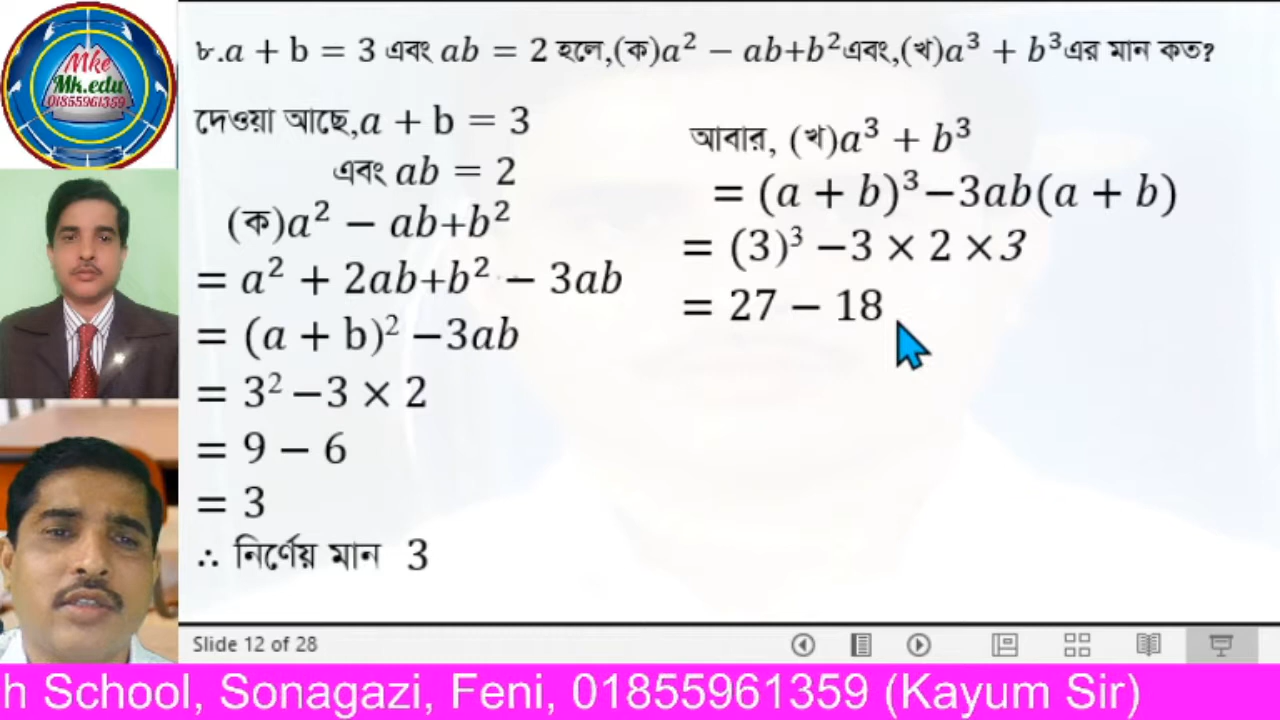 Mke
Mk.edu
01855961359
৮.a + b = 3 এবং ab = 2 হলে,(ক)a² − ab+b²এবং,(খ)a³ + b³এর মান কত?
দেওয়া আছে,a + b = 3
এবং ab = 2
(ক)a² − ab+b²
= a² + 2ab+b² − 3ab
= (a + b)² −3ab
= 3² −3 × 2
= 9 − 6
= 3
∴ নির্ণেয় মান 3
আবার, (খ)a³ + b³
= (a + b)³−3ab(a + b)
= (3)³ −3 × 2 ×3
= 27 − 18
Slide 12 of 28
h School, Sonagazi, Feni, 01855961359 (Kayum Sir)